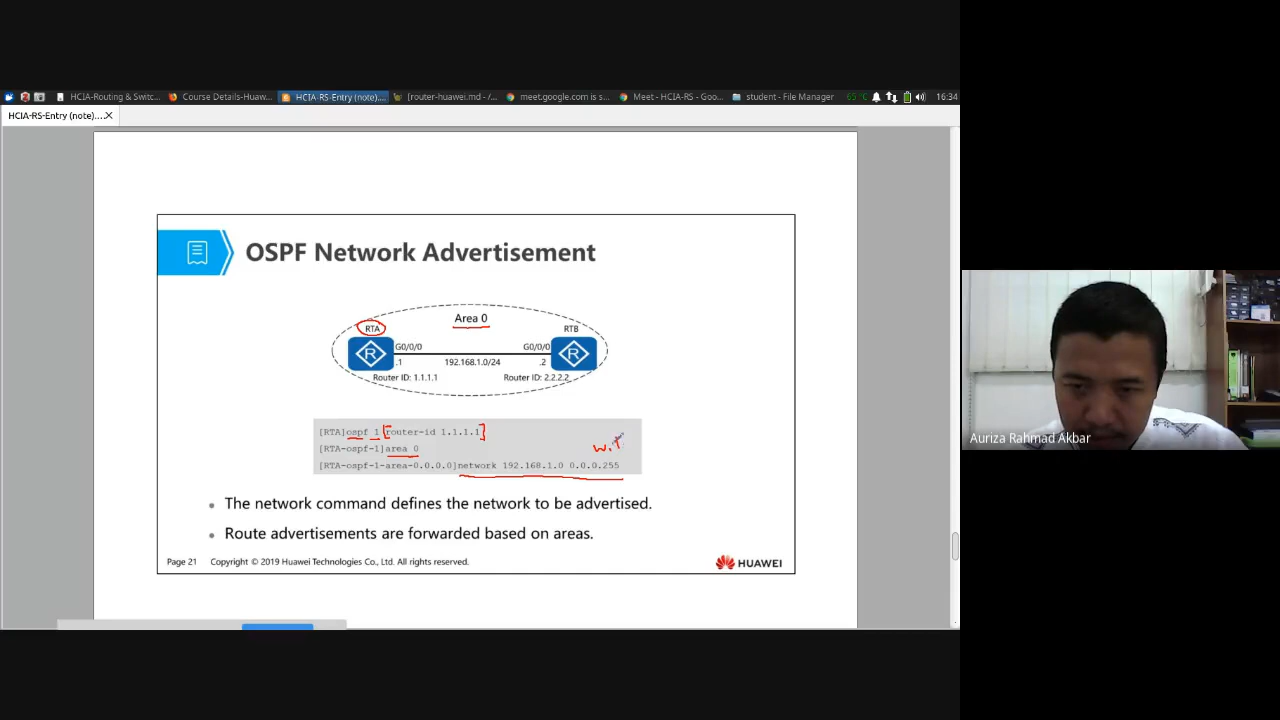 HCIA-Routing & Switc... Course Details-Huaw... HCIA-RS-Entry (note).... (router-huawei.md - /... meet.google.com is s... Meet - HCIA-RS - Goo... student - File Manager 65°C 16:34
HCIA-RS-Entry (note)....
OSPF Network Advertisement
Area 0
RTA RTB
R R
G0/0/0 G0/0/0
.1 192.168.1.0/24 .2
Router ID: 1.1.1.1 Router ID: 2.2.2.2
[RTA]ospf 1 [router-id 1.1.1.1]
[RTA-ospf-1]area 0
[RTA-ospf-1-area-0.0.0.0]network 192.168.1.0 0.0.0.255
The network command defines the network to be advertised.
Route advertisements are forwarded based on areas.
Page 21 Copyright © 2019 Huawei Technologies Co., Ltd. All rights reserved.
HUAWEI
Auriza Rahmad Akbar